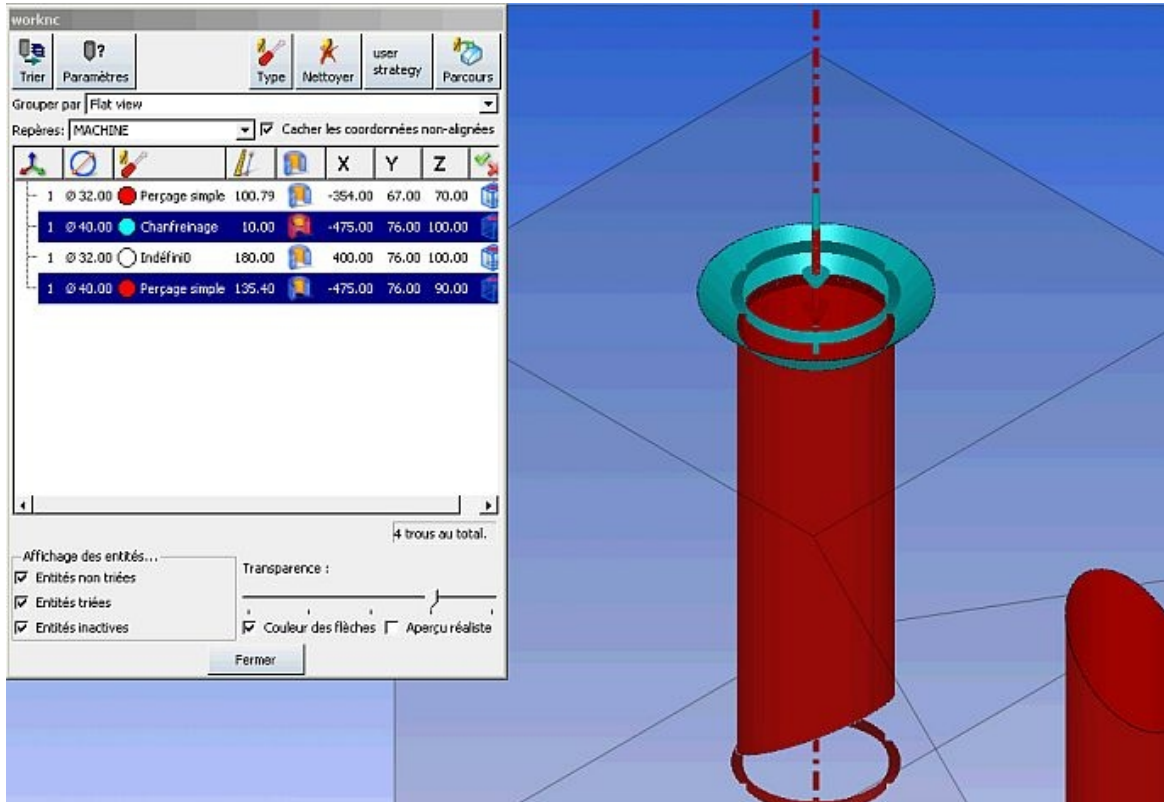 worknc
Trier Paramètres Type Nettoyer user strategy Parcours
Grouper par Flat view
Repères: MACHINE Cacher les coordonnées non-alignées
X Y Z
1 Ø 32.00 Perçage simple 100.79 -354.00 67.00 70.00
1 Ø 40.00 Chanfreinage 10.00 -475.00 76.00 100.00
1 Ø 32.00 Indéfini0 180.00 400.00 76.00 100.00
1 Ø 40.00 Perçage simple 135.40 -475.00 76.00 90.00
4 trous au total.
Affichage des entités...
Entités non triées
Entités triées
Entités inactives
Transparence :
Couleur des flèches Aperçu réaliste
Fermer